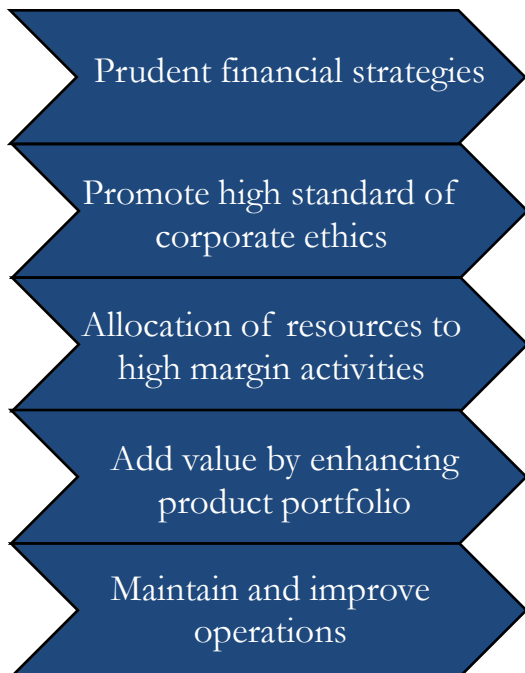 Prudent financial strategies
Promote high standard of
corporate ethics
Allocation of resources to
high margin activities
Add value by enhancing
product portfolio
Maintain and improve
operations